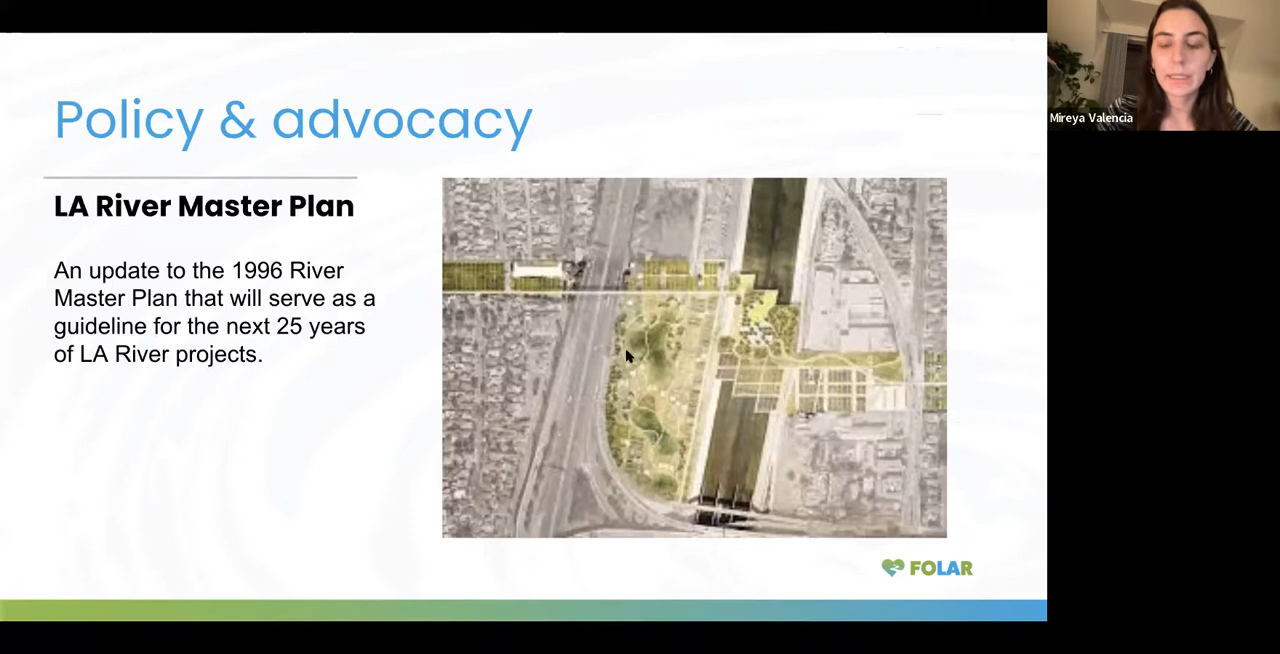 Policy & advocacy
LA River Master Plan
An update to the 1996 River
Master Plan that will serve as a
guideline for the next 25 years
of LA River projects.
FOLAR
Mireya Valencia